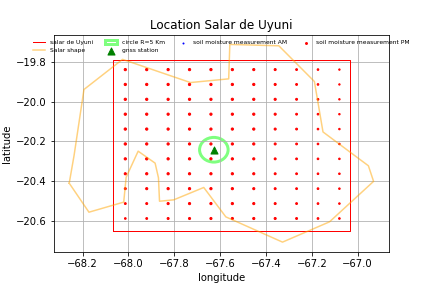 Location Salar de Uyuni
salar de Uyuni
Salar shape
circle R=5 Km
gnss station
soil moisture measurement AM
soil moisture measurement PM
−19.8
−20.0
−20.2
−20.4
−20.6
latitude
−68.2 −68.0 −67.8 −67.6 −67.4 −67.2 −67.0
longitude